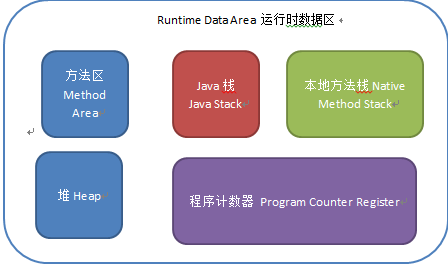 Runtime Data Area 运行时数据区
方法区
Method
Area
Java 栈
Java Stack
本地方法栈 Native
Method Stack
堆 Heap
程序计数器 Program Counter Register